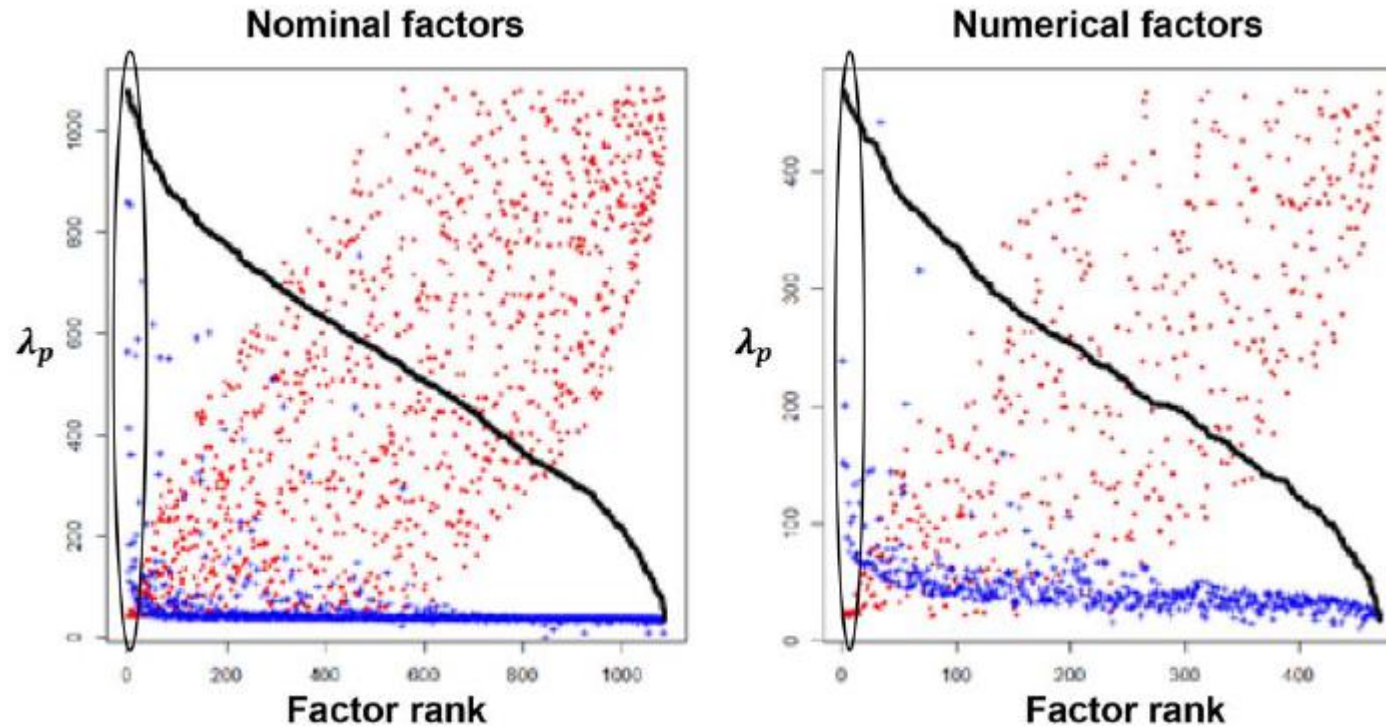 Nominal factors
1000
800
600
400
200
0
λp
0 200 400 600 800 1000
Factor rank
Numerical factors
400
300
200
100
0
λp
0 100 200 300 400
Factor rank